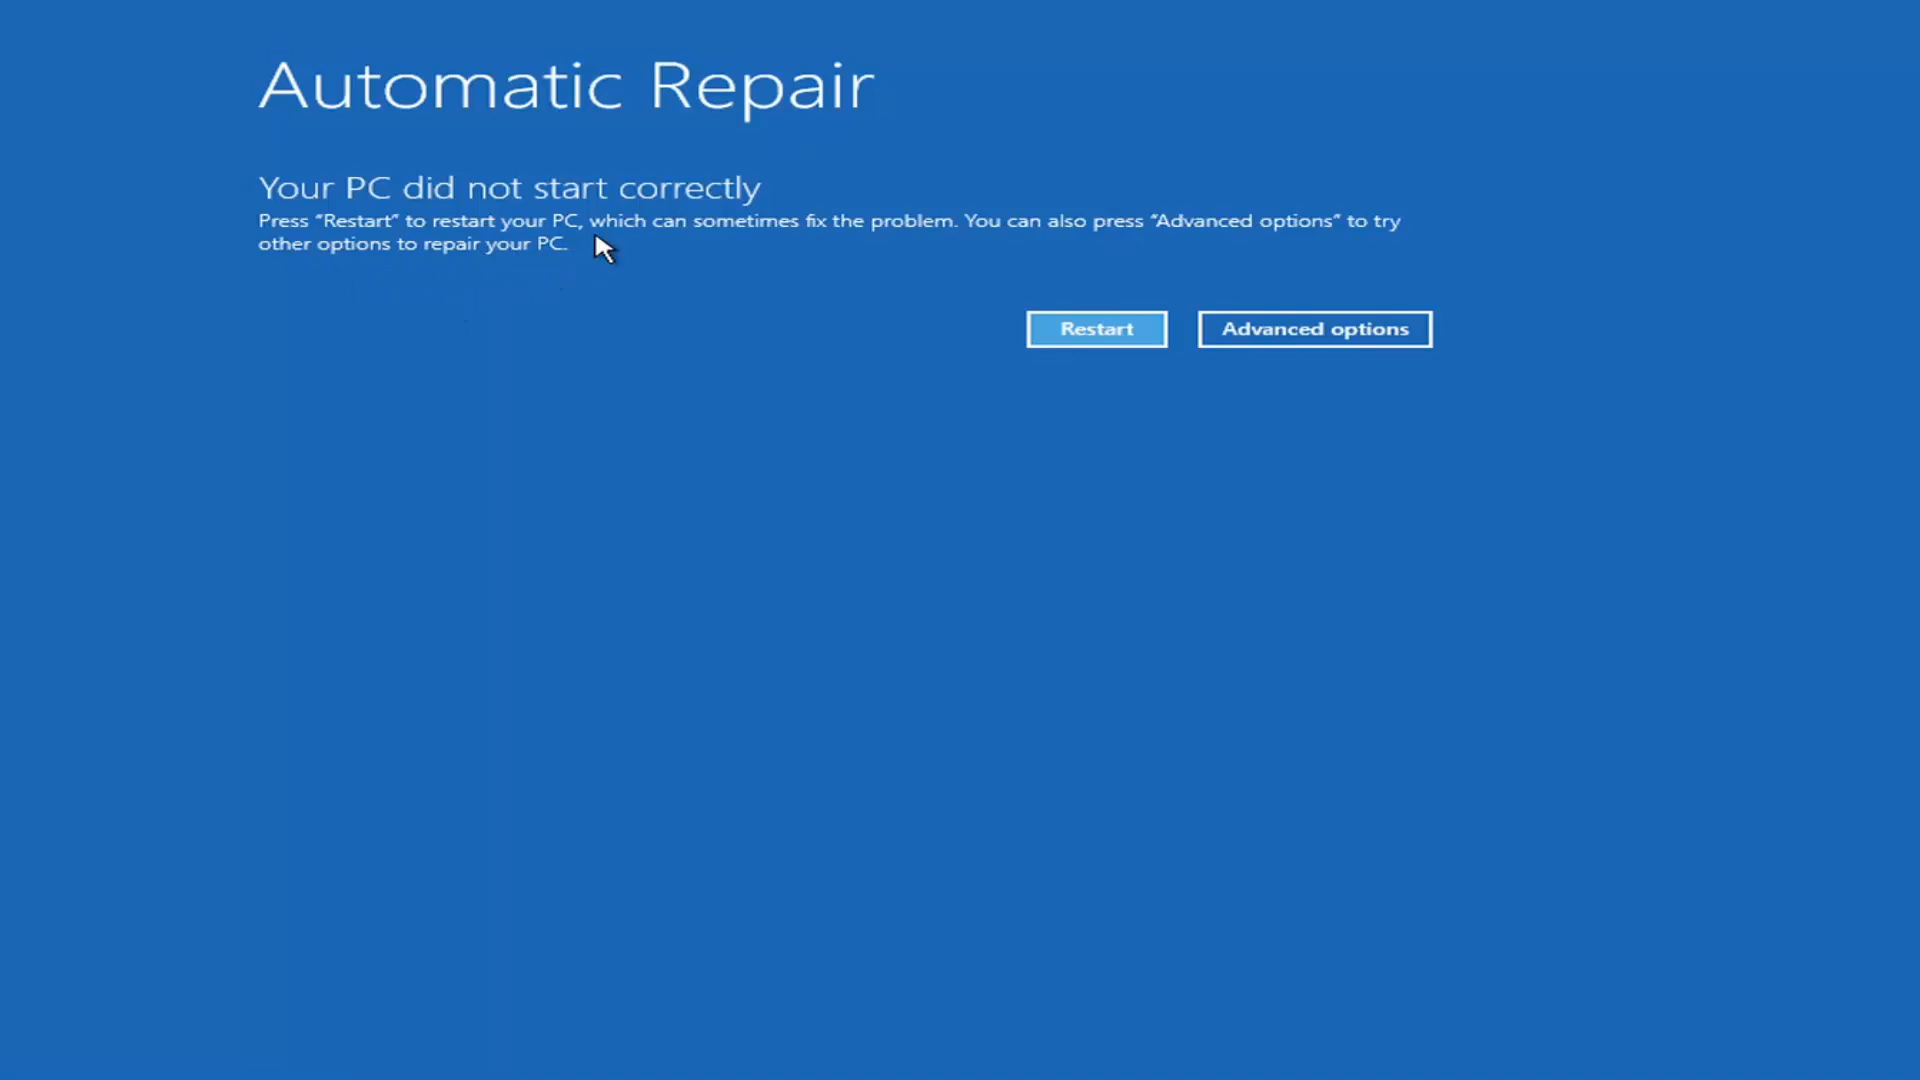 Automatic Repair
Your PC did not start correctly
Press “Restart” to restart your PC, which can sometimes fix the problem. You can also press “Advanced options” to try
other options to repair your PC.
Restart
Advanced options